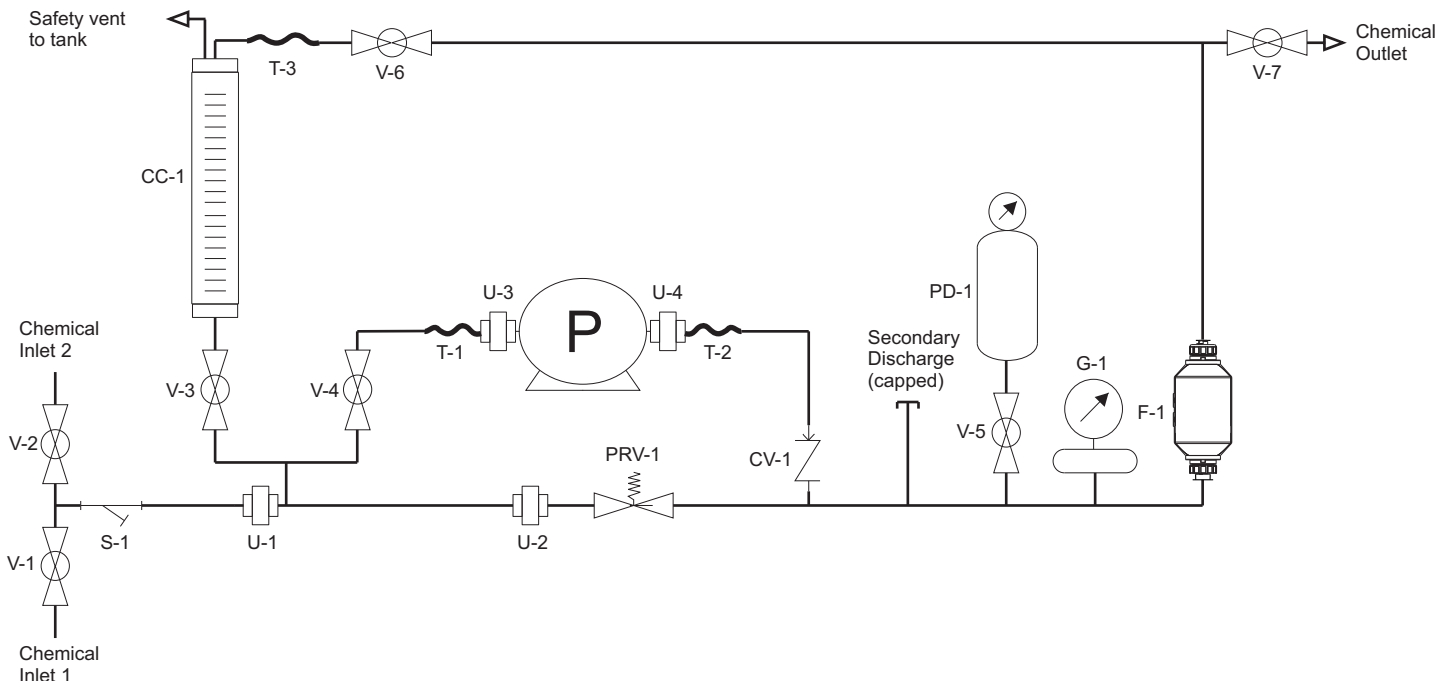 Safety vent
to tank
T-3
V-6
V-7
Chemical
Outlet
CC-1
U-3
P
U-4
PD-1
T-1
T-2
Secondary
Discharge
(capped)
G-1
Chemical
Inlet 2
V-3
V-4
F-1
V-2
V-5
PRV-1
CV-1
S-1
U-1
U-2
V-1
Chemical
Inlet 1